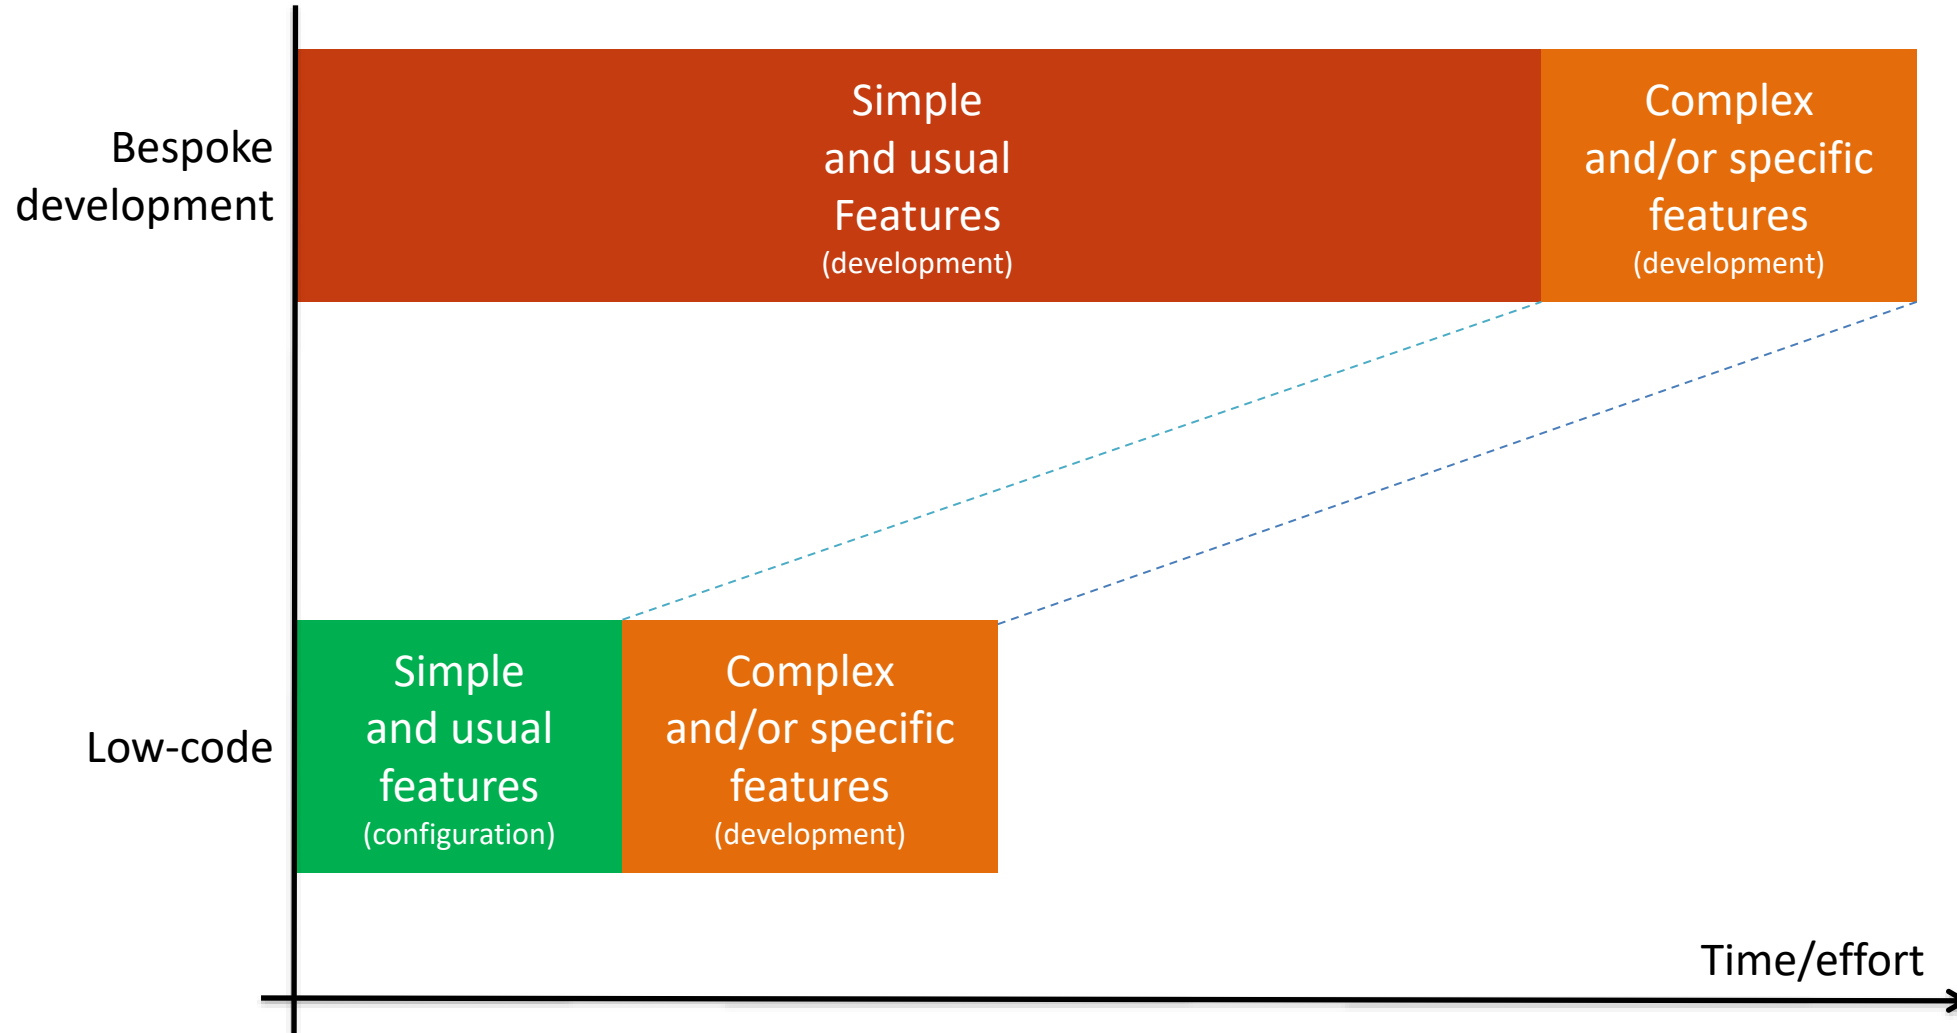 Bespoke
development
Simple
and usual
Features
(development)
Complex
and/or specific
features
(development)
Low-code
Simple
and usual
features
(configuration)
Complex
and/or specific
features
(development)
Time/effort